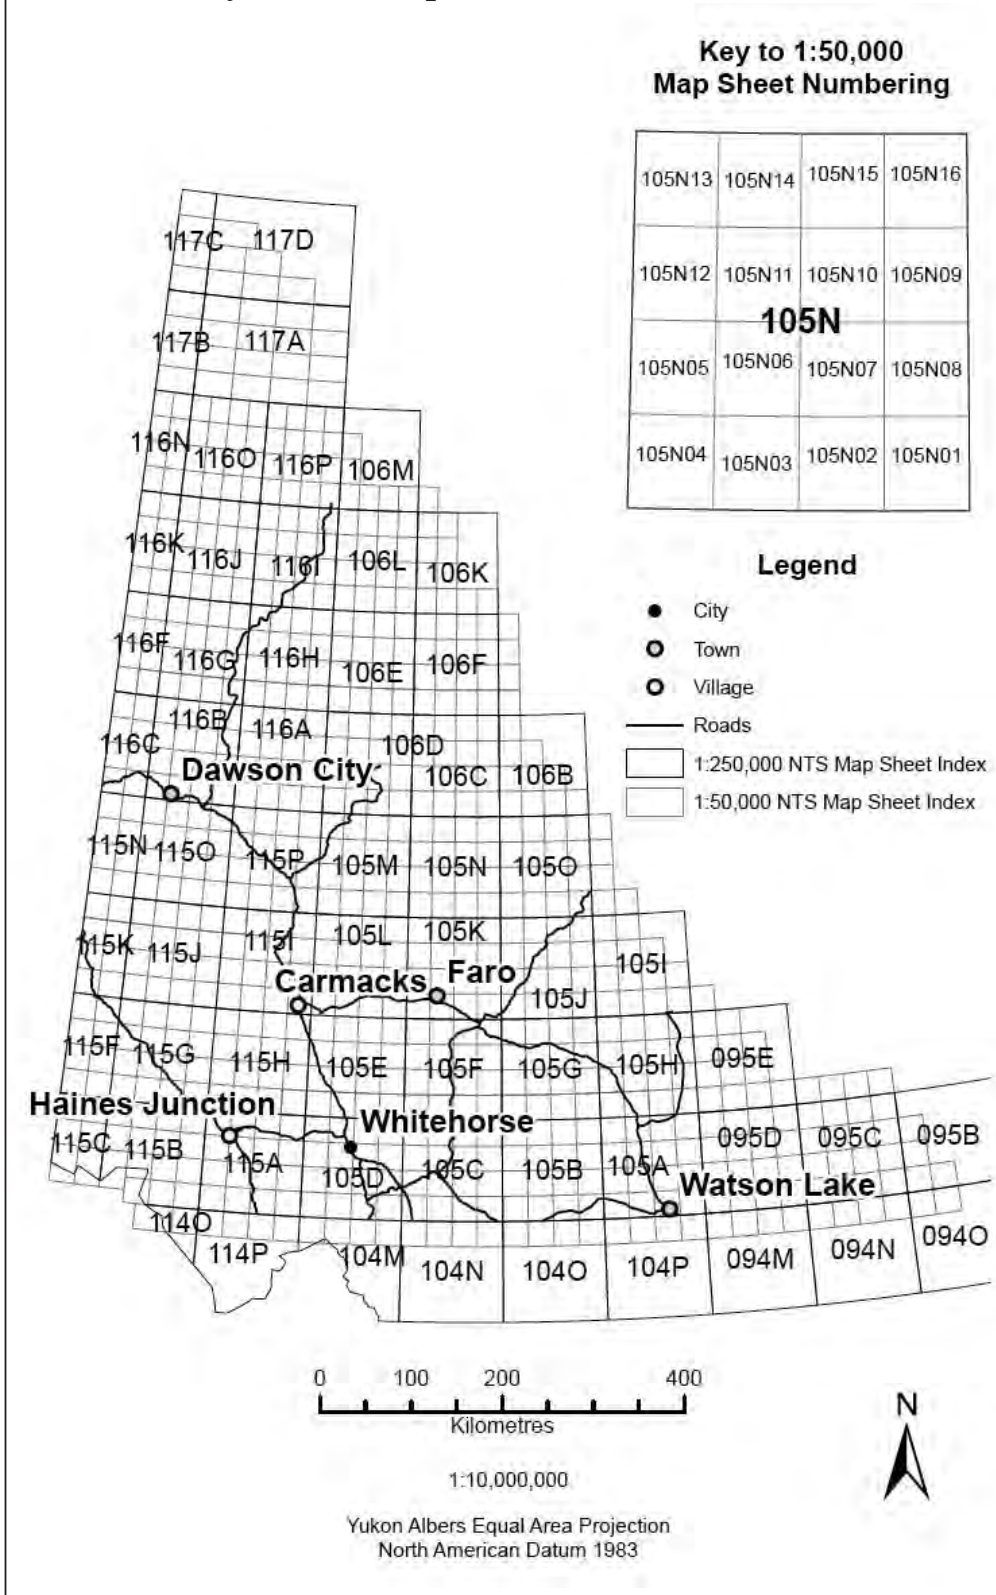 Key to 1:50,000
Map Sheet Numbering
105N13 105N14 105N15 105N16
105N12 105N11 105N10 105N09
105N
105N05 105N06 105N07 105N08
105N04 105N03 105N02 105N01
117C 117D
117B 117A
116N 116O 116P 106M
116K 116J 116I 106L 106K
116F 116G 116H 106E 106F
116C 116B 116A 106D 106C 106B
Dawson City
115N 115O 115P 105M 105N 105O
115K 115J 115I 105L 105K 105J 105I
Carmacks Faro
115F 115G 115H 105E 105F 105G 105H 095E
Haines Junction Whitehorse
115C 115B 115A 105D 105C 105B 105A 095D 095C 095B
Watson Lake
114O 114P 104M 104N 104O 104P 094M 094N 094O
Legend
City
Town
Village
Roads
1:250,000 NTS Map Sheet Index
1:50,000 NTS Map Sheet Index
0 100 200 400
Kilometres
N
1:10,000,000
Yukon Albers Equal Area Projection
North American Datum 1983